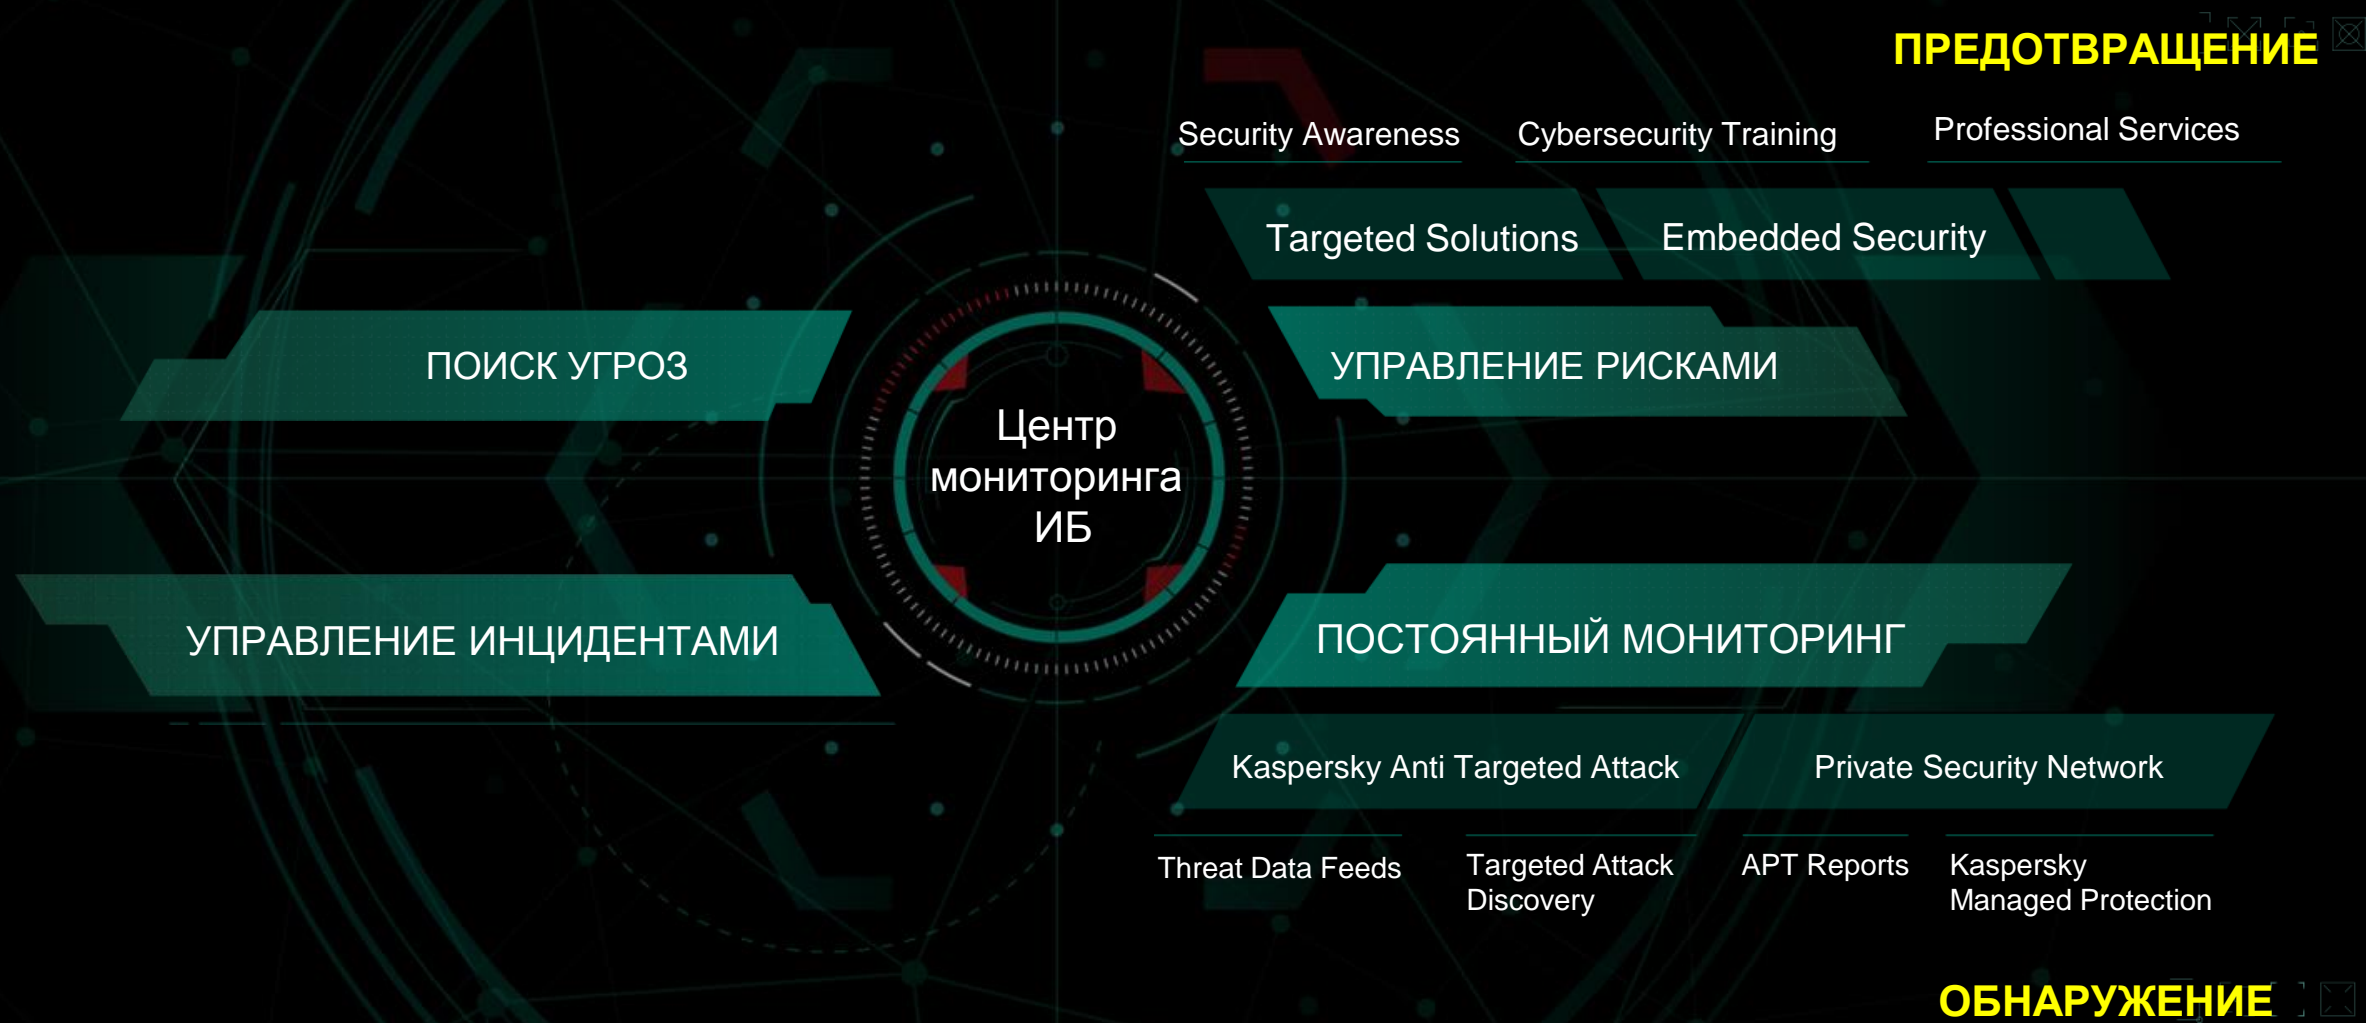 ПРЕДОТВРАЩЕНИЕ
Security Awareness
Cybersecurity Training
Professional Services
Targeted Solutions
Embedded Security
ПОИСК УГРОЗ
УПРАВЛЕНИЕ РИСКАМИ
Центр
мониторинга
ИБ
УПРАВЛЕНИЕ ИНЦИДЕНТАМИ
ПОСТОЯННЫЙ МОНИТОРИНГ
Kaspersky Anti Targeted Attack
Private Security Network
Threat Data Feeds
Targeted Attack
Discovery
APT Reports
Kaspersky
Managed Protection
ОБНАРУЖЕНИЕ